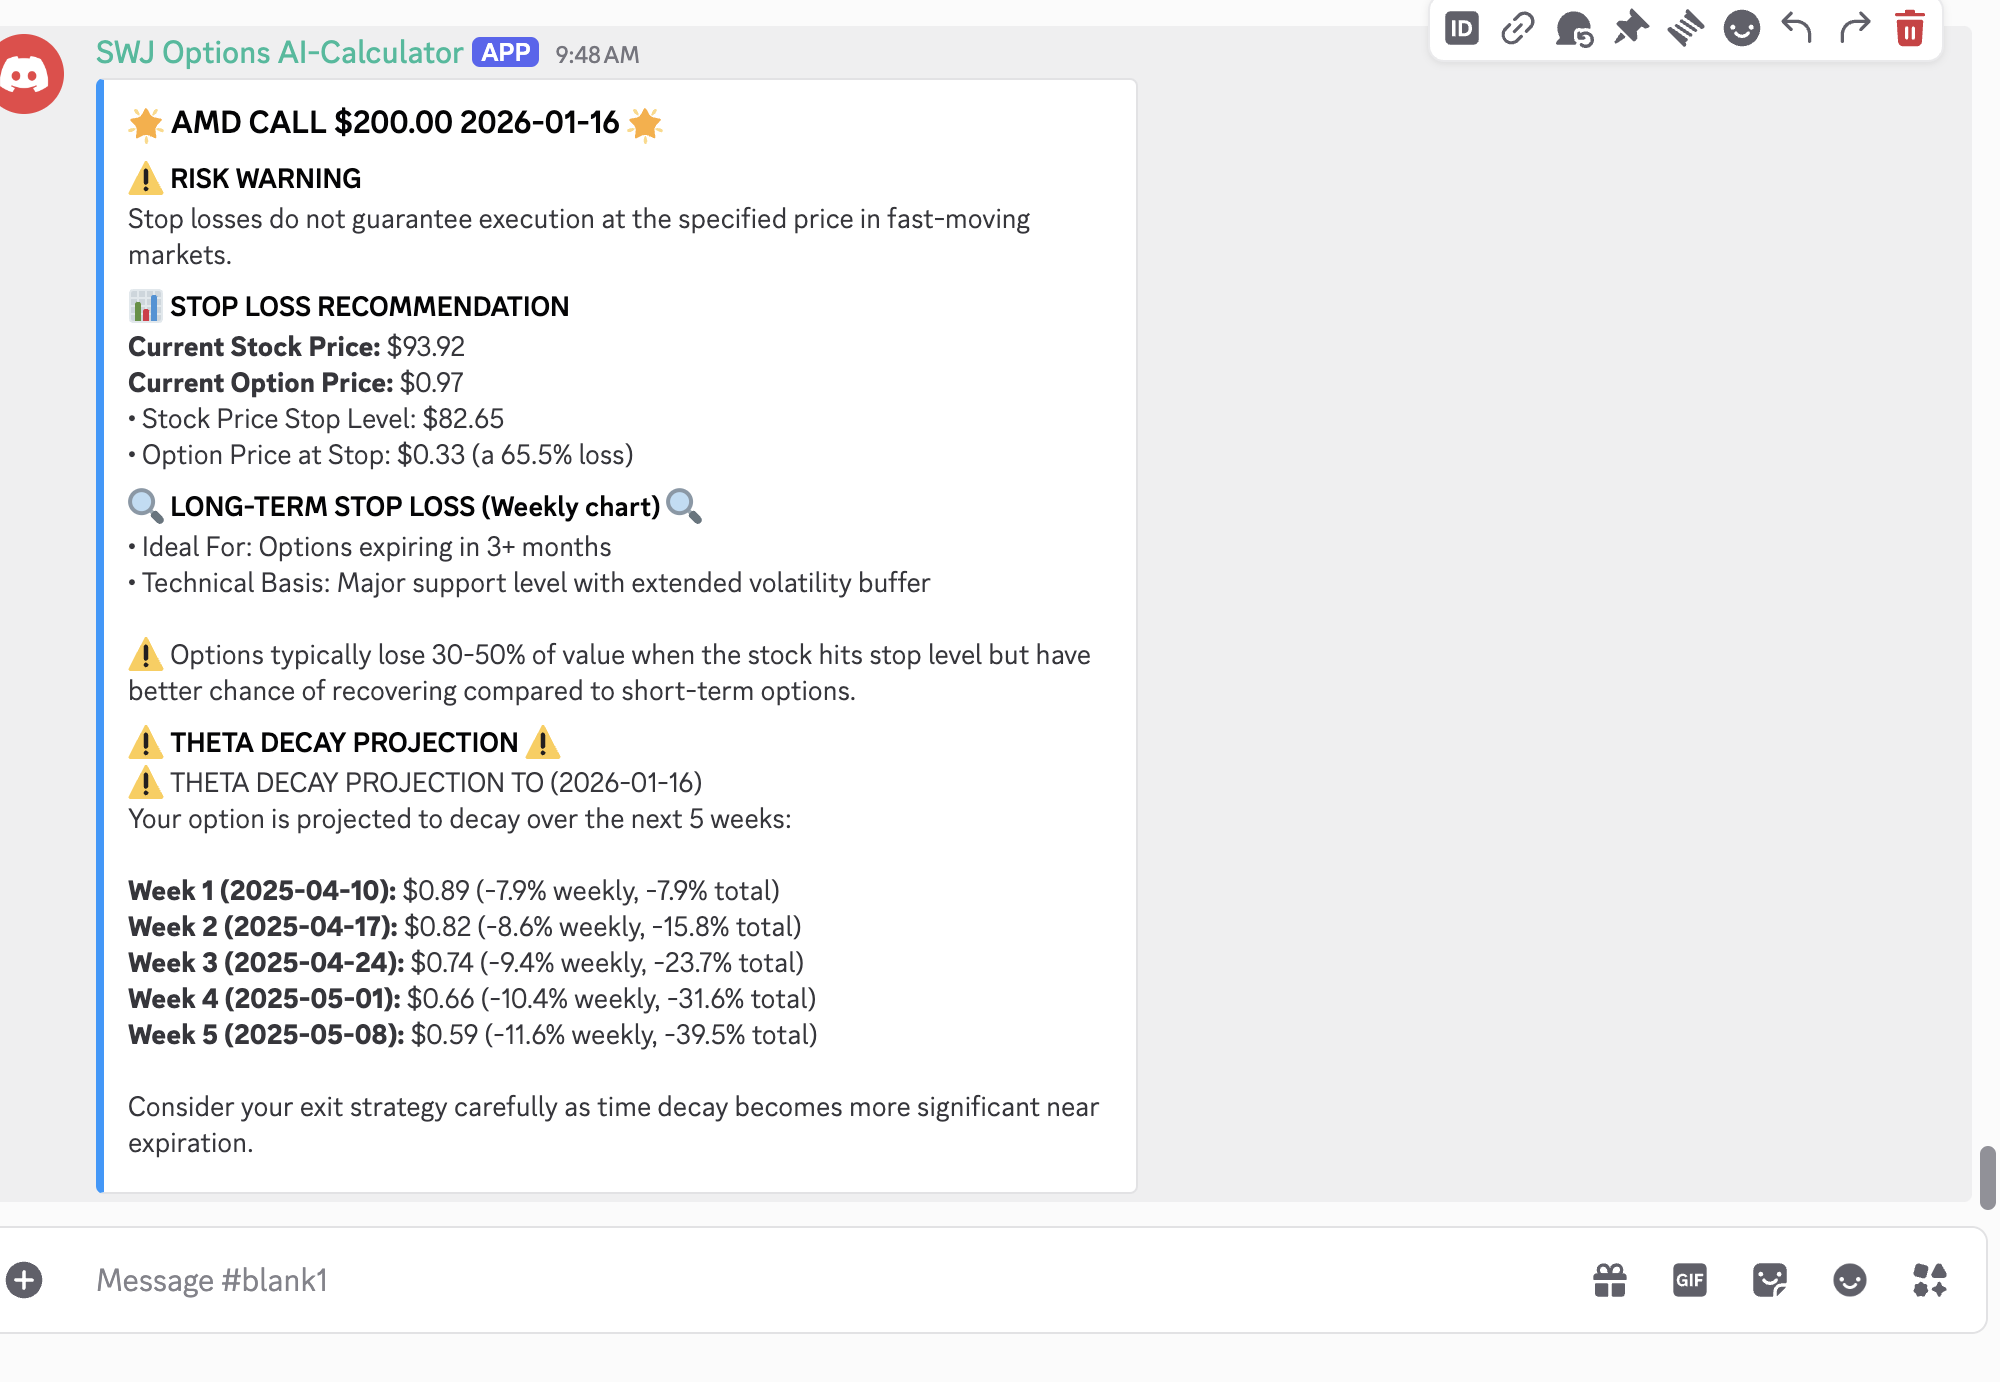 SWJ Options AI-Calculator APP 9:48 AM
ID
AMD CALL $200.00 2026-01-16
RISK WARNING
Stop losses do not guarantee execution at the specified price in fast-moving
markets.
STOP LOSS RECOMMENDATION
Current Stock Price: $93.92
Current Option Price: $0.97
• Stock Price Stop Level: $82.65
• Option Price at Stop: $0.33 (a 65.5% loss)
LONG-TERM STOP LOSS (Weekly chart)
• Ideal For: Options expiring in 3+ months
• Technical Basis: Major support level with extended volatility buffer
⚠️ Options typically lose 30-50% of value when the stock hits stop level but have
better chance of recovering compared to short-term options.
⚠️ THETA DECAY PROJECTION ⚠️
⚠️ THETA DECAY PROJECTION TO (2026-01-16)
Your option is projected to decay over the next 5 weeks:
Week 1 (2025-04-10): $0.89 (-7.9% weekly, -7.9% total)
Week 2 (2025-04-17): $0.82 (-8.6% weekly, -15.8% total)
Week 3 (2025-04-24): $0.74 (-9.4% weekly, -23.7% total)
Week 4 (2025-05-01): $0.66 (-10.4% weekly, -31.6% total)
Week 5 (2025-05-08): $0.59 (-11.6% weekly, -39.5% total)
Consider your exit strategy carefully as time decay becomes more significant near
expiration.
Message #blank1
GIF